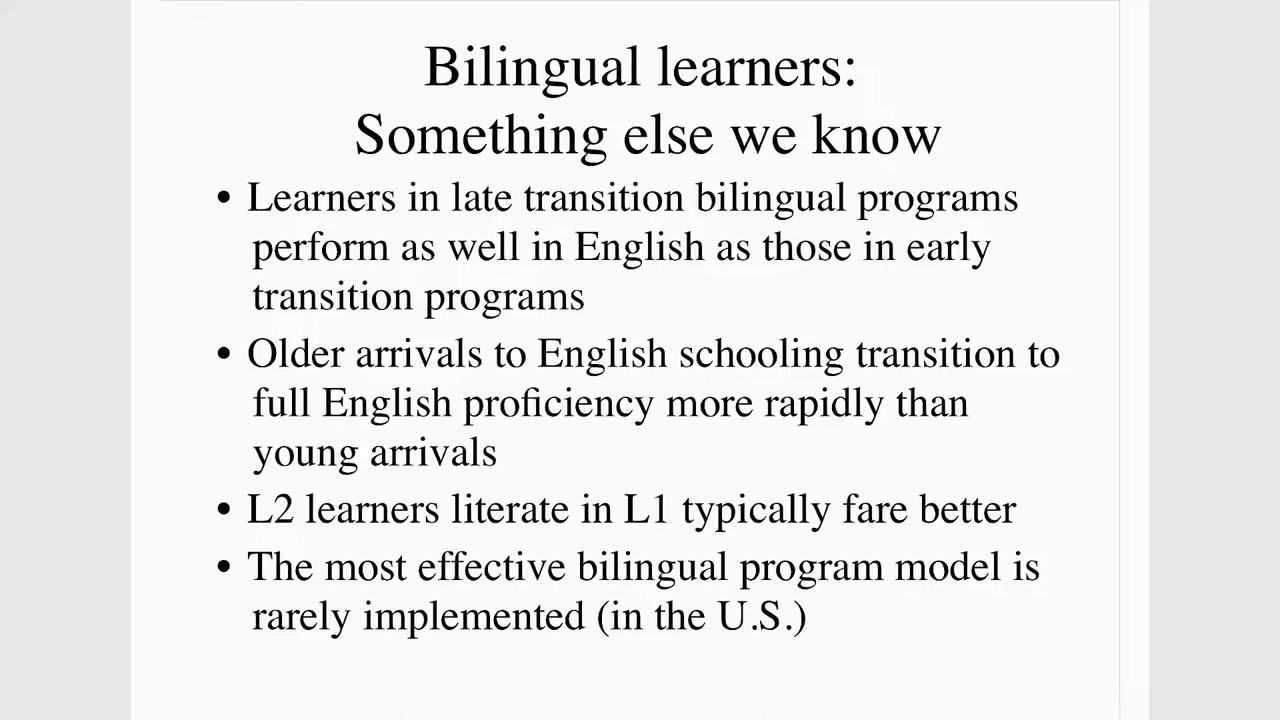 Bilingual learners:
Something else we know
• Learners in late transition bilingual programs
perform as well in English as those in early
transition programs
• Older arrivals to English schooling transition to
full English proficiency more rapidly than
young arrivals
• L2 learners literate in L1 typically fare better
• The most effective bilingual program model is
rarely implemented (in the U.S.)